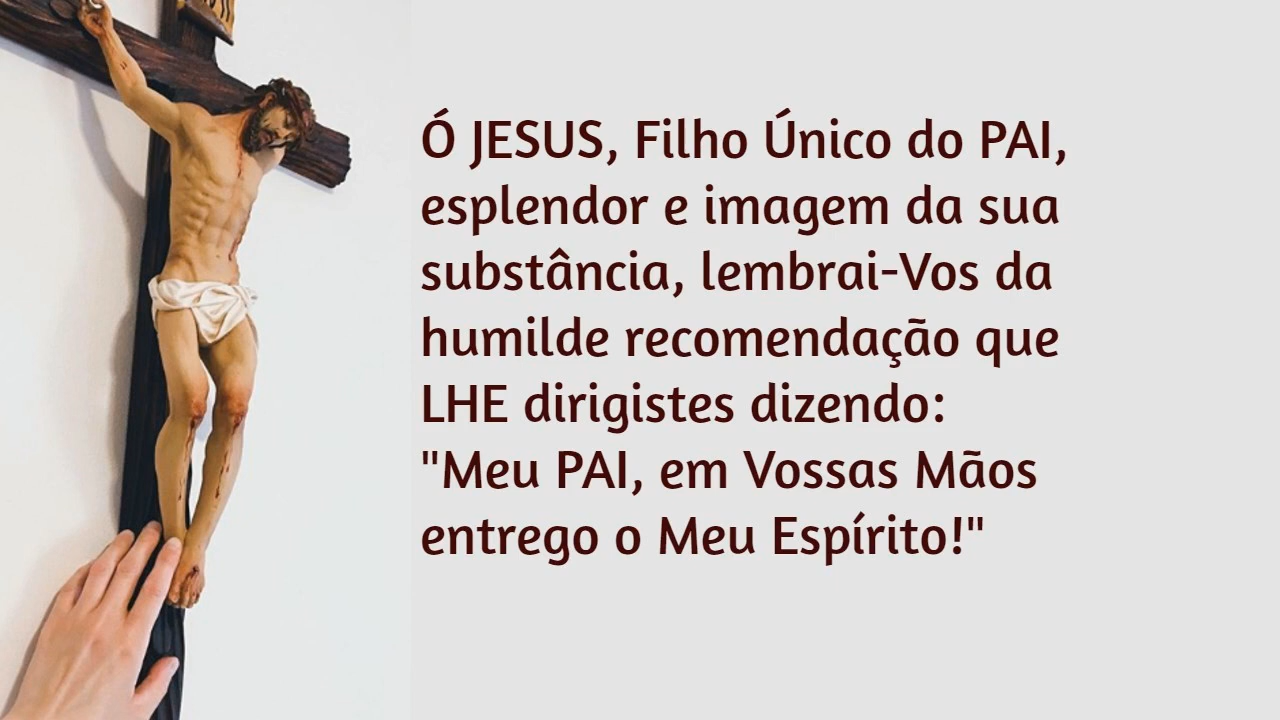 Ó JESUS, Filho Único do PAI,
esplendor e imagem da sua
substância, lembrai-Vos da
humilde recomendação que
LHE dirigistes dizendo:
"Meu PAI, em Vossas Mãos
entrego o Meu Espírito!"